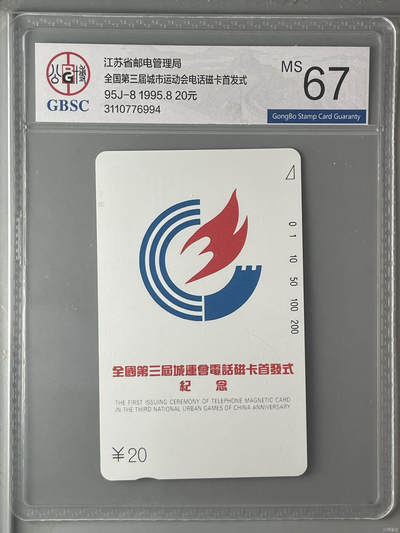 江苏省邮电管理局
全国第三届城市运动会电话磁卡首发式
95J-8 1995.8 20元
3110776994
GBSC
MS 67
GongBo Stamp Card Guaranty
0 1 10 50 100 200
全國第三届城運會電話磁卡首發式
紀念
THE FIRST ISSUING CEREMONY OF TELEPHONE MAGNETIC CARD
IN THE THIRD NATIONAL URBAN GAMES OF CHINA ANNIVERSARY
¥20